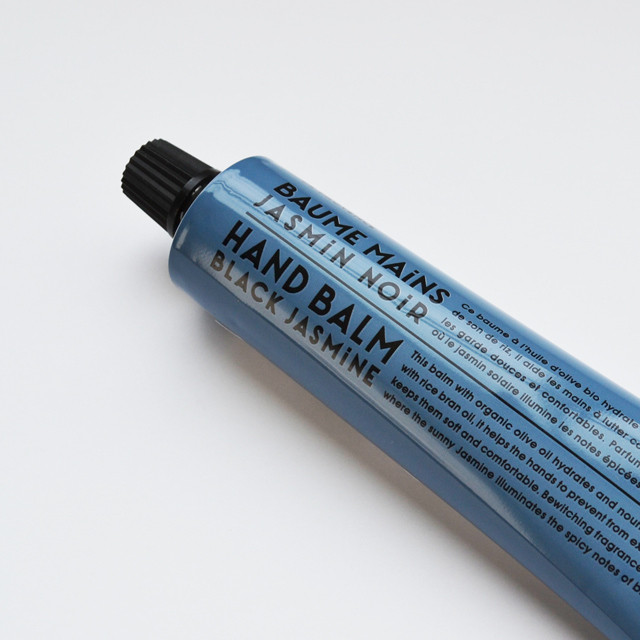 BAUME MAiNS
JASMiN NOiR
HAND BALM
BLACK JASMiNE
Ce baume à l'huile d'olive bio hydrate
de son de riz, il aide les mains à lutter
les garde douces et confortables. Parfum
où le jasmin solaire illumine les notes épicées
This balm with organic olive oil hydrates and
with rice bran oil, it helps the hands to prevent from
keeps them soft and comfortable. Bewitching fragrance
where the sunny Jasmine illuminates the spicy notes of